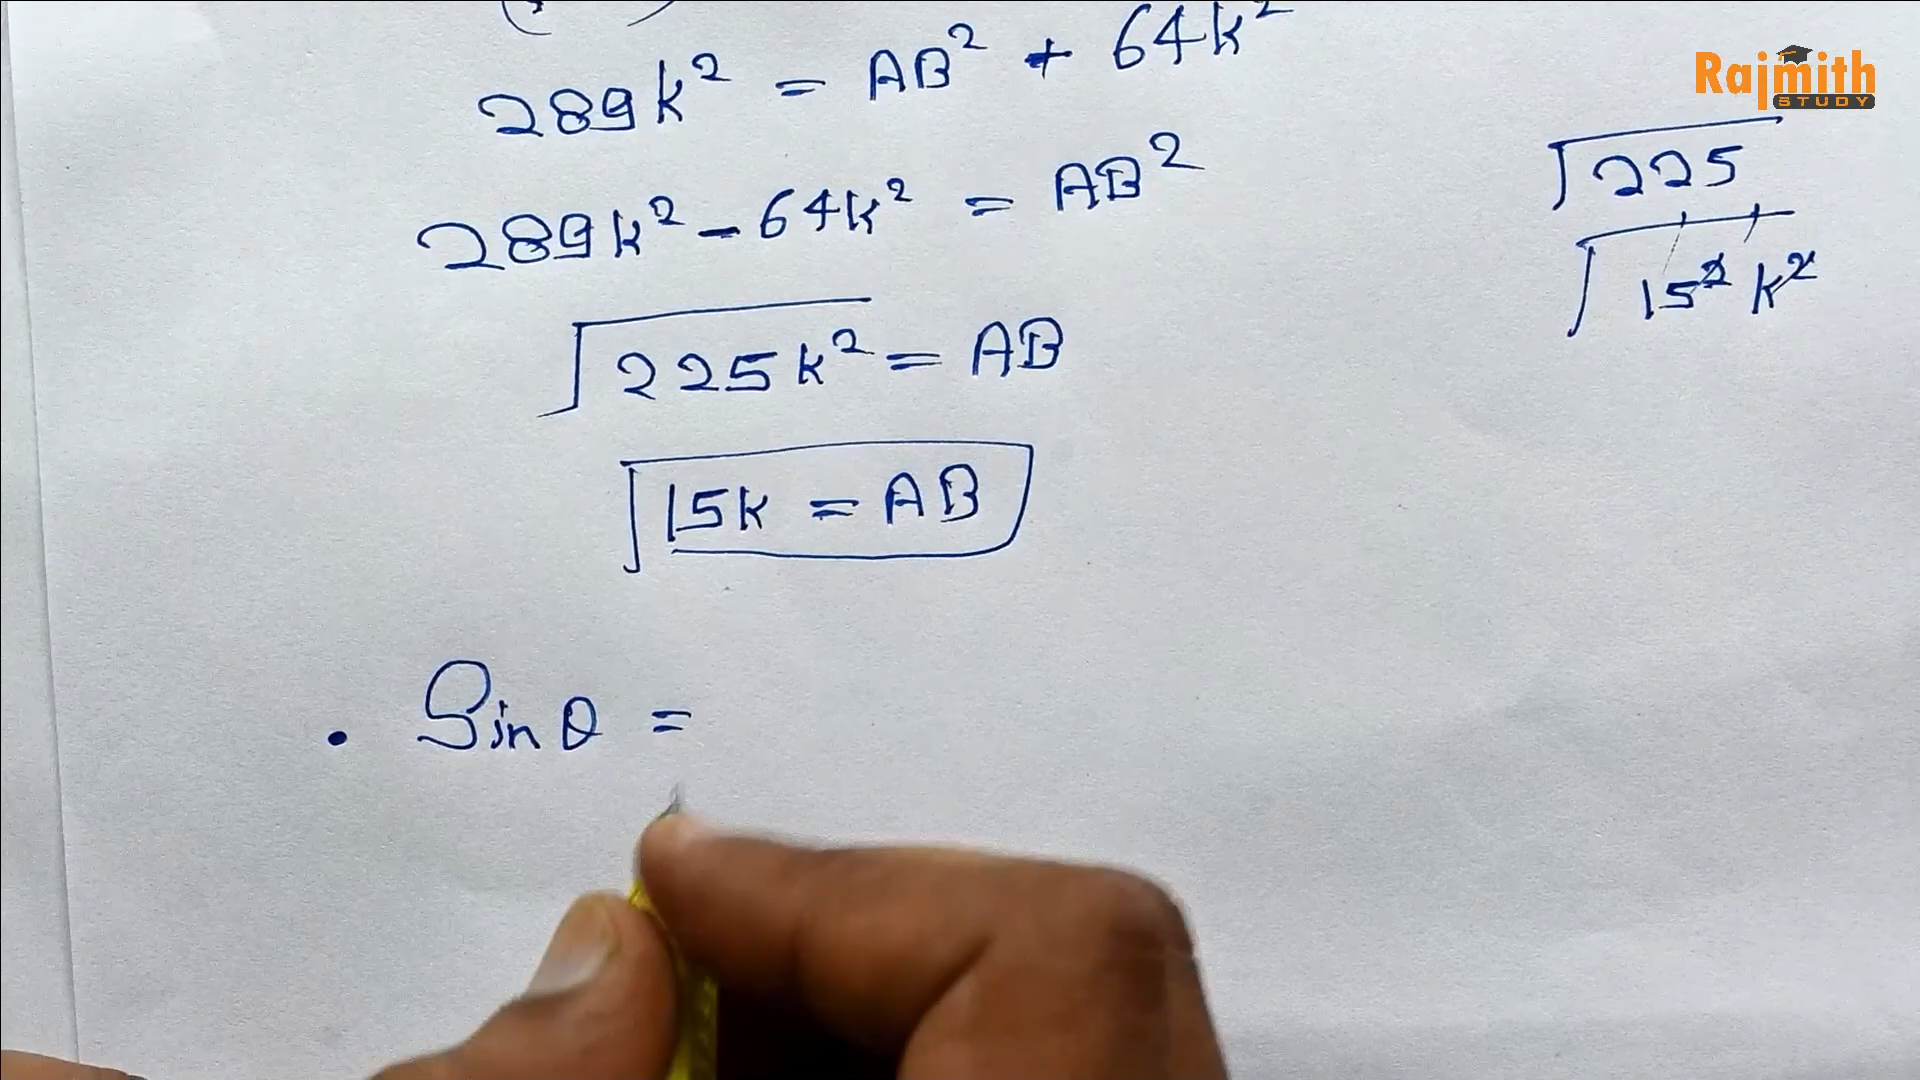 289k² = AB² + 64k²
289k² - 64k² = AB²
√225k² = AB
15k = AB
. Sinθ =
√225
√15² k²
Rajmith
STUDY